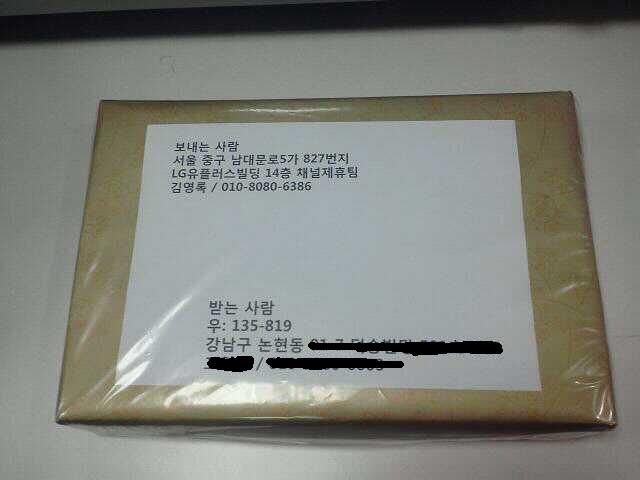 보내는 사람
서울 중구 남대문로5가 827번지
LG유플러스빌딩 14층 채널제휴팀
김영록 / 010-8080-6386
받는 사람
우: 135-819
강남구 논현동
/